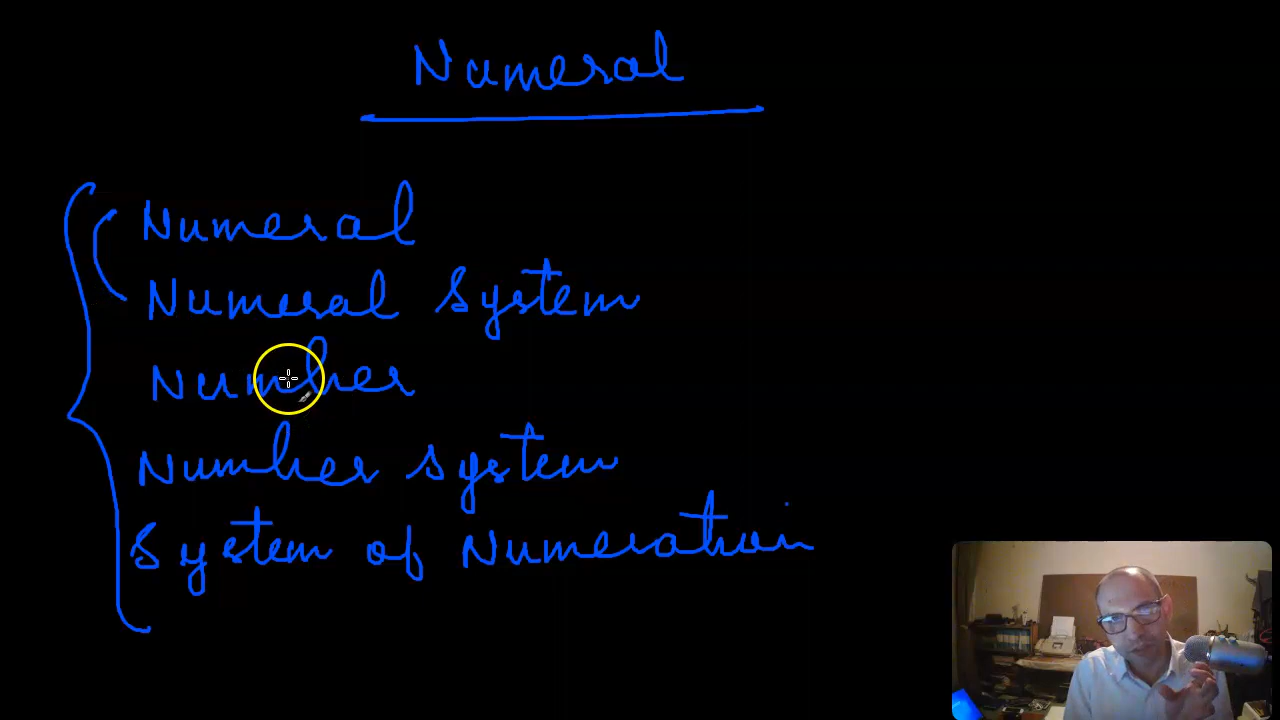 Numeral
Numeral
Numeral System
Number
Number System
System of Numeration